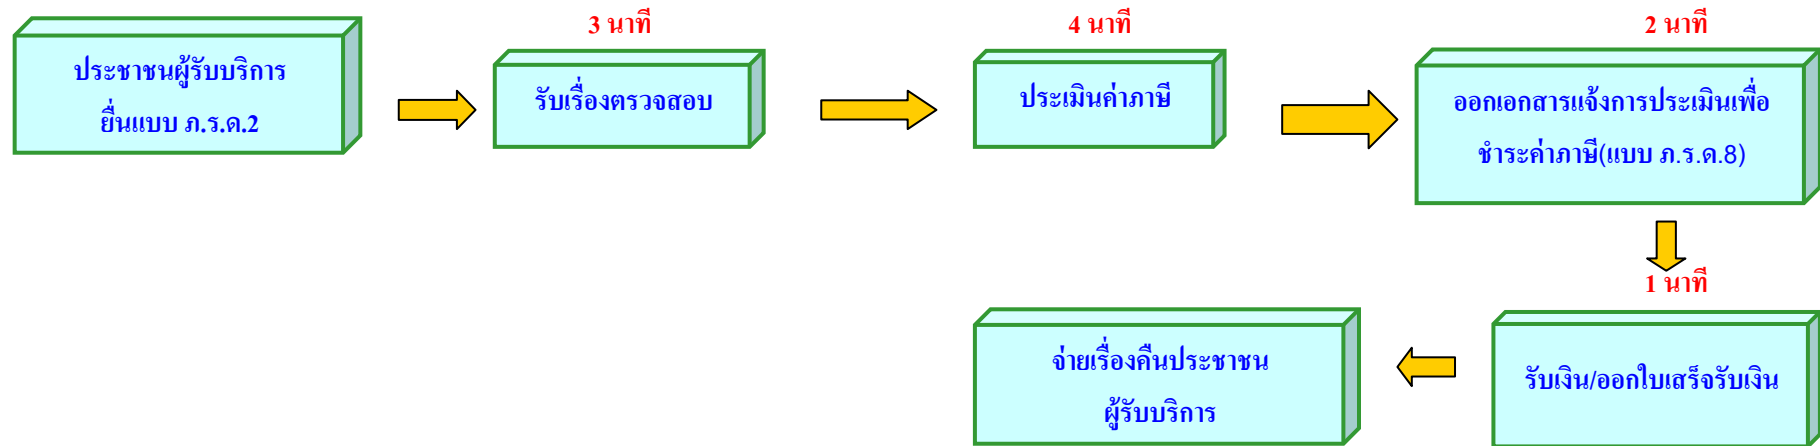 ประชาชนผู้รับบริการ
ยื่นแบบ ภ.ร.ด.2
3 นาที
รับเรื่องตรวจสอบ
4 นาที
ประเมินค่าภาษี
2 นาที
ออกเอกสารแจ้งการประเมินเพื่อ
ชำระค่าภาษี(แบบ ภ.ร.ด.8)
1 นาที
รับเงิน/ออกใบเสร็จรับเงิน
จ่ายเรื่องคืนประชาชน
ผู้รับบริการ